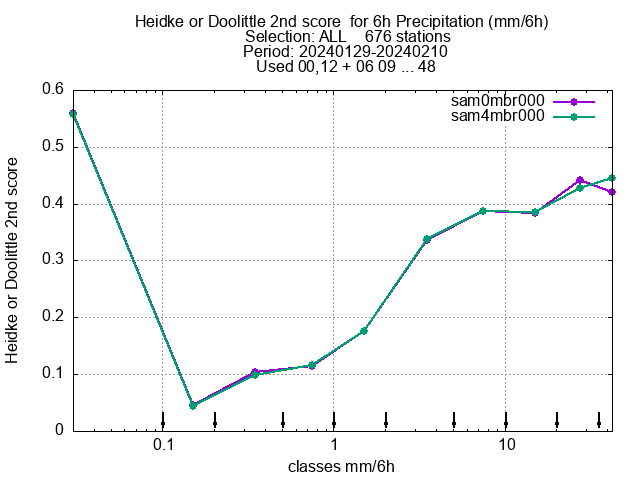 Heidke or Doolittle 2nd score  for 6h Precipitation (mm/6h)
Selection: ALL    676 stations
Period: 20240129-20240210
Used 00,12 + 06 09 ... 48
sam0mbr000
sam4mbr000
0.6
0.5
0.4
0.3
0.2
0.1
0
Heidke or Doolittle 2nd score
0.1
1
10
classes mm/6h